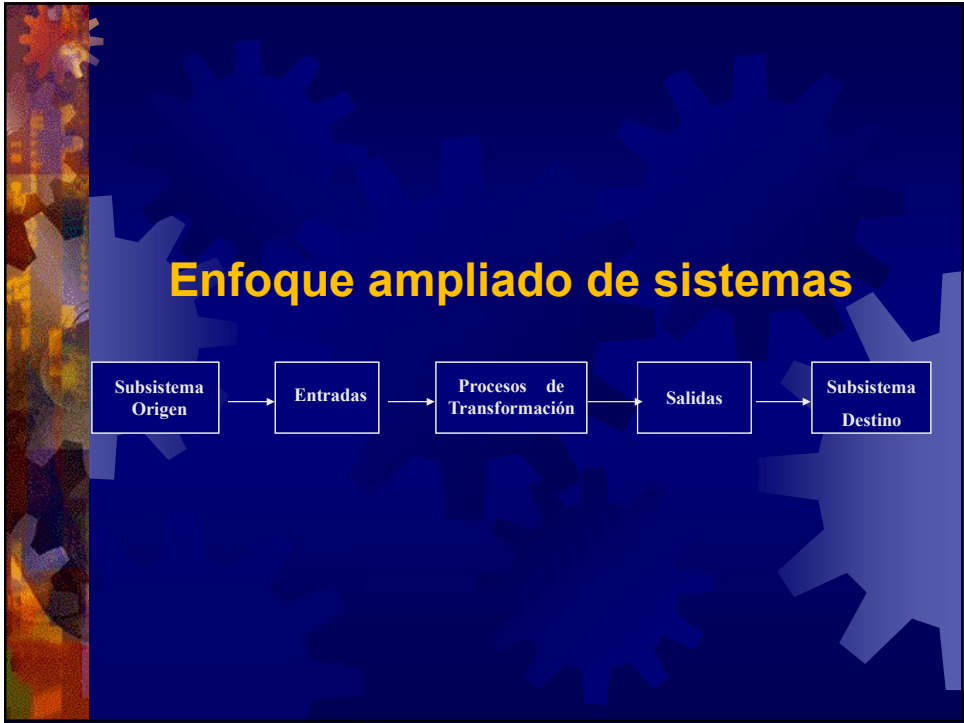 Enfoque ampliado de sistemas
Subsistema
Origen
Entradas
Procesos de
Transformación
Salidas
Subsistema
Destino